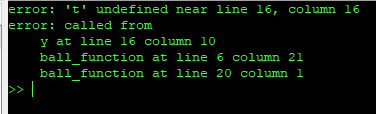 error: 't' undefined near line 16, column 16
error: called from
    y at line 16 column 10
    ball_function at line 6 column 21
    ball_function at line 20 column 1
>> |